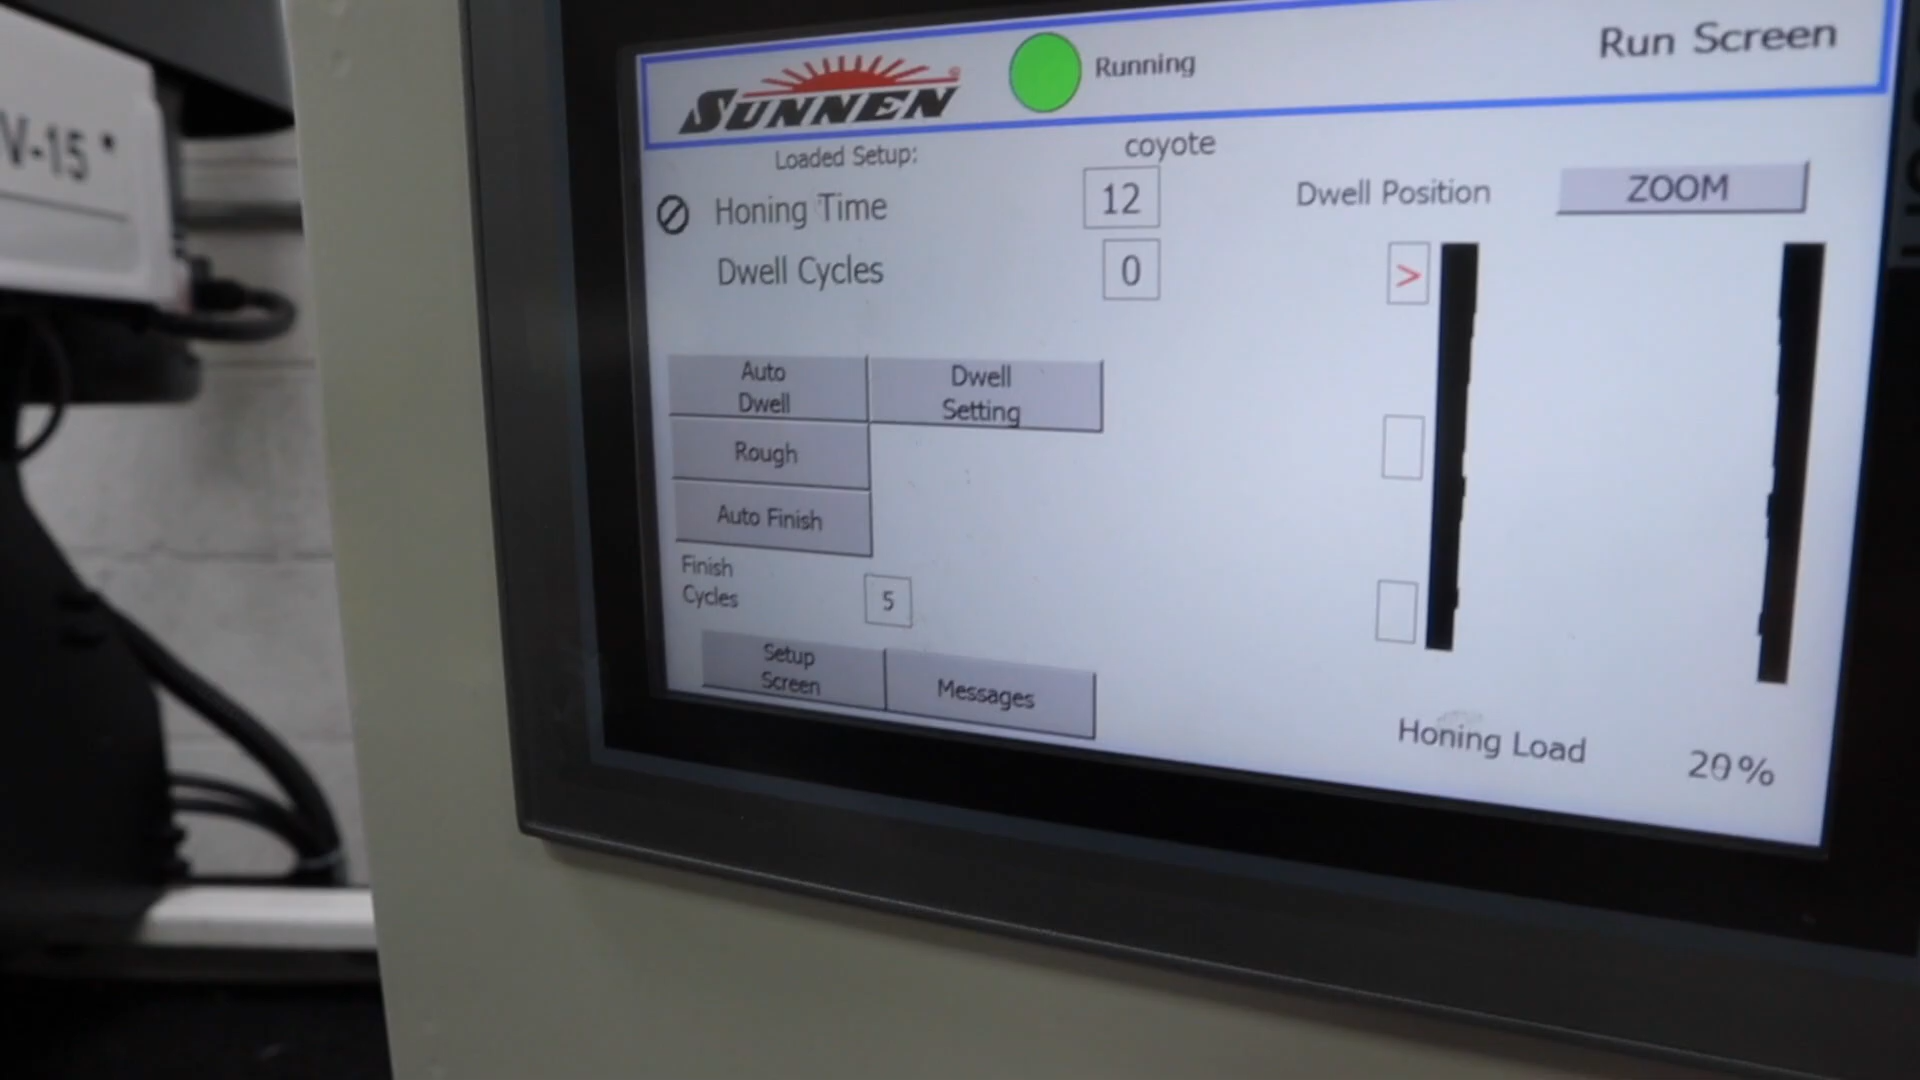 V-15
SUNNEN
Running
Run Screen
Loaded Setup:
coyote
Honing Time
12
Dwell Cycles
0
Dwell Position
ZOOM
>
Auto
Dwell
Dwell
Setting
Rough
Auto Finish
Finish
Cycles
5
Setup
Screen
Messages
Honing Load
20%